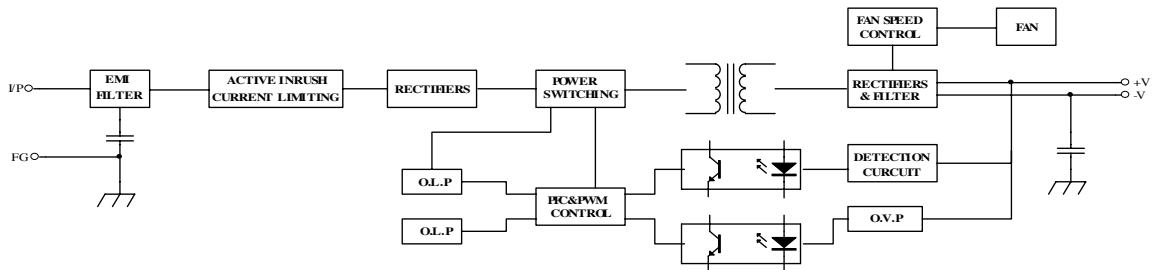 FAN SPEED
CONTROL
FAN
I/P
EMI
FILTER
ACTIVE INRUSH
CURRENT LIMITING
RECTIFIERS
POWER
SWITCHING
RECTIFIERS
& FILTER
+V
-V
FG
O.L.P
PFC&PWM
CONTROL
DETECTION
CURCUIT
O.L.P
O.V.P